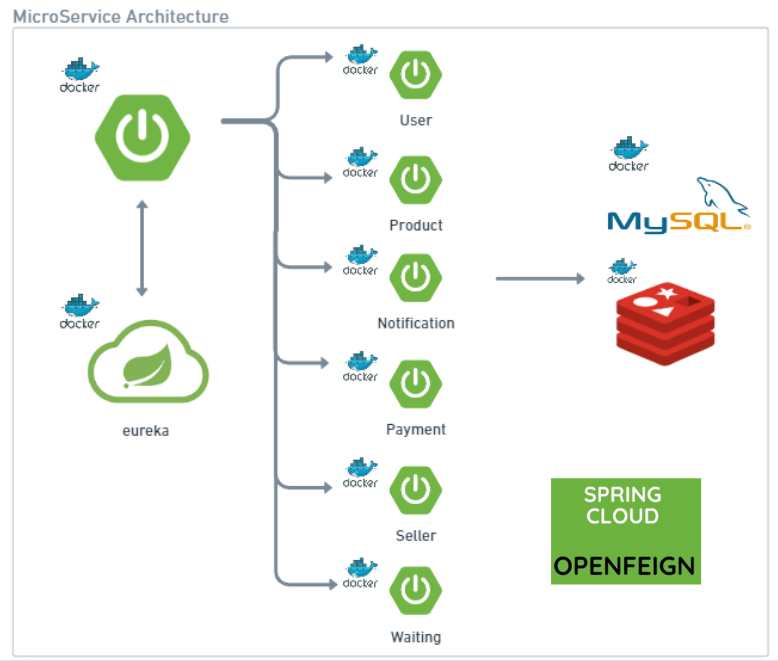 MicroService Architecture
docker
docker
User
docker
Product
docker
Notification
docker
Payment
docker
Seller
docker
Waiting
docker
eureka
docker
MySQL
docker
SPRING
CLOUD
OPENFEIGN